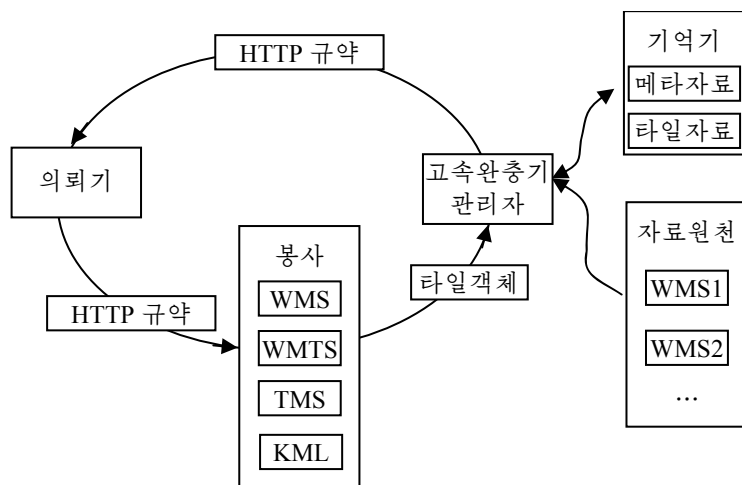 HTTP 규약
기억기
메타자료
타일자료
의뢰기
고속완충기
관리자
봉사
WMS
WMTS
TMS
KML
HTTP 규약
타일객체
자료원천
WMS1
WMS2
...